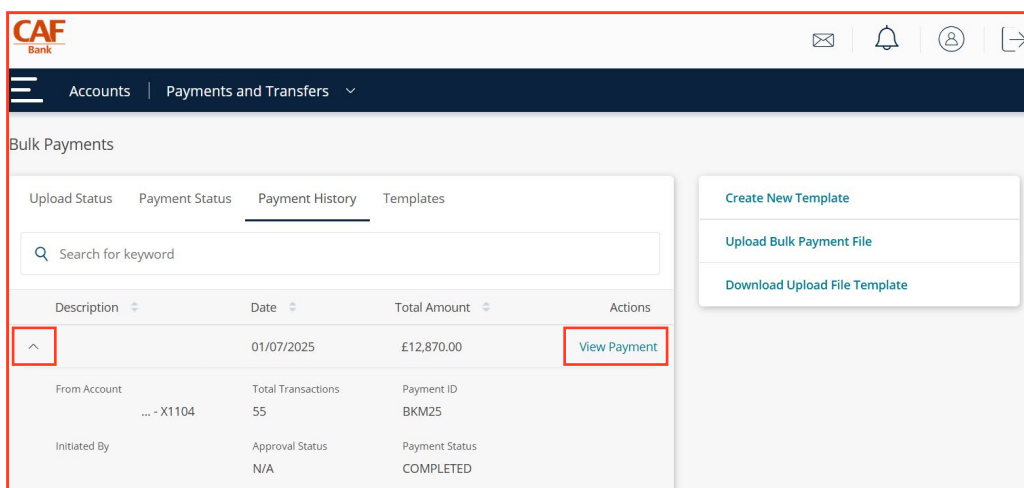 CAF
Bank
Accounts | Payments and Transfers
Bulk Payments
Upload Status Payment Status Payment History Templates
Search for keyword
Description Date Total Amount Actions
01/07/2025 £12,870.00 View Payment
From Account Total Transactions Payment ID
... - X1104 55 BKM25
Initiated By Approval Status Payment Status
N/A COMPLETED
Create New Template
Upload Bulk Payment File
Download Upload File Template